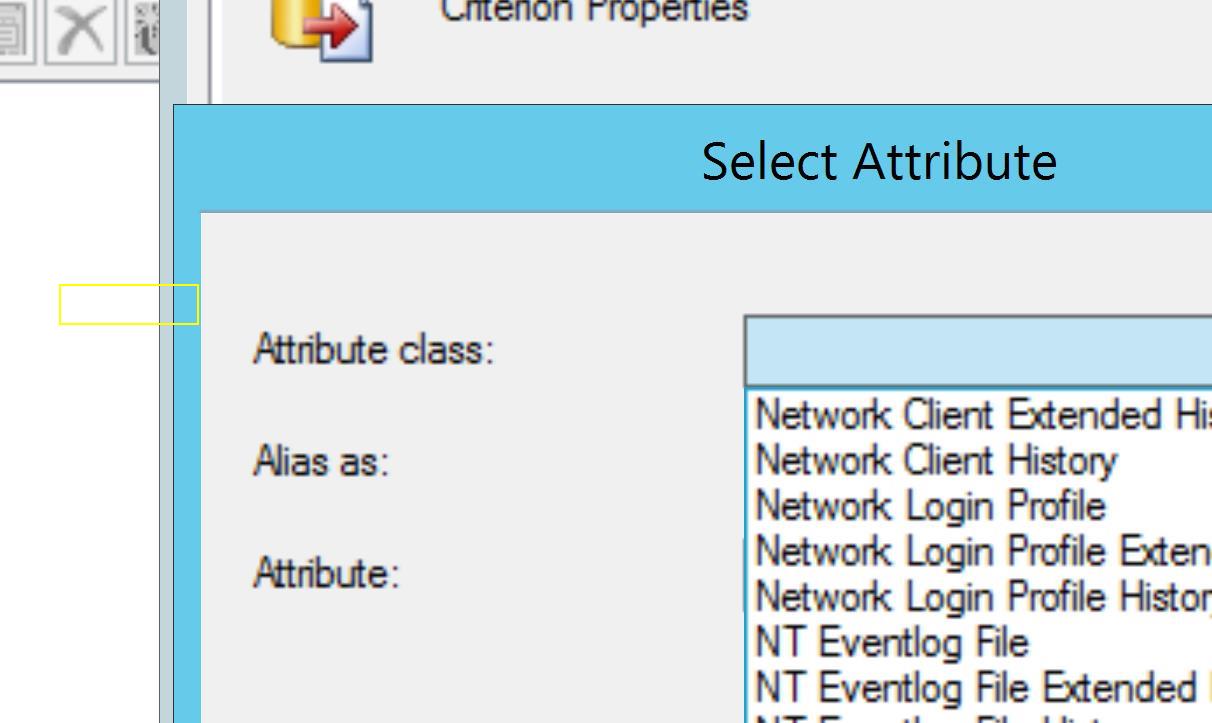 Criterion Properties
Select Attribute
Attribute class:
Network Client Extended His
Network Client History
Alias as:
Network Login Profile
Network Login Profile Exten
Attribute:
Network Login Profile Histor
NT Eventlog File
NT Eventlog File Extended